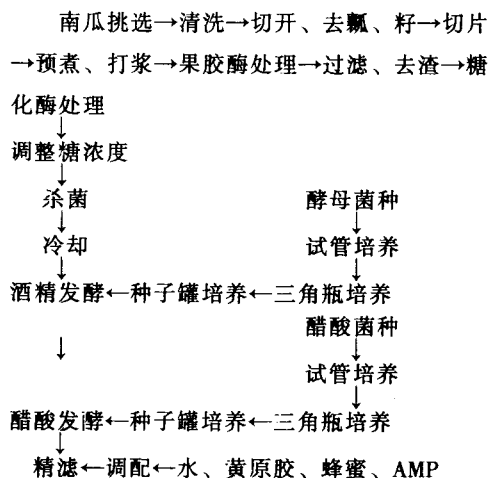 南瓜挑选→清洗→切开、去瓤、籽→切片
→预煮、打浆→果胶酶处理→过滤、去渣→糖
化酶处理
↓
调整糖浓度
↓
杀菌 酵母菌种
↓ ↓
冷却 试管培养
↓ ↓
酒精发酵←种子罐培养←三角瓶培养
醋酸菌种
↓ ↓
试管培养
↓
醋酸发酵←种子罐培养←三角瓶培养
↓
精滤←调配←水、黄原胶、蜂蜜、AMP